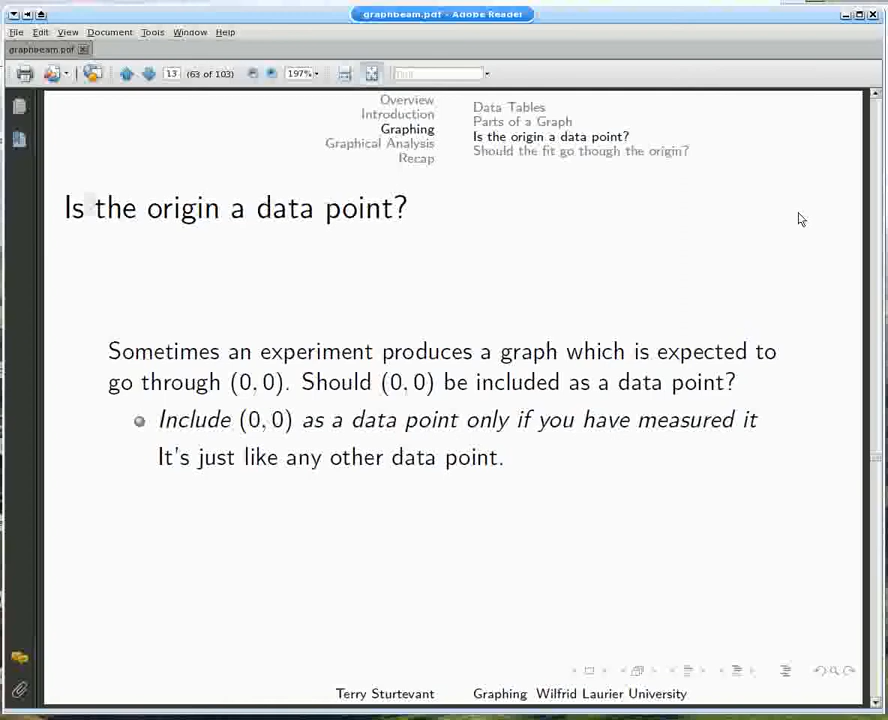 graphbeam.pdf - Adobe Reader
File Edit View Document Tools Window Help
graphbeam.pdf
13 (63 of 103) 197% Find
Overview
Introduction
Graphing
Graphical Analysis
Recap
Data Tables
Parts of a Graph
Is the origin a data point?
Should the fit go though the origin?
Is the origin a data point?
Sometimes an experiment produces a graph which is expected to
go through (0, 0). Should (0, 0) be included as a data point?
Include (0, 0) as a data point only if you have measured it
It's just like any other data point.
Terry Sturtevant Graphing Wilfrid Laurier University